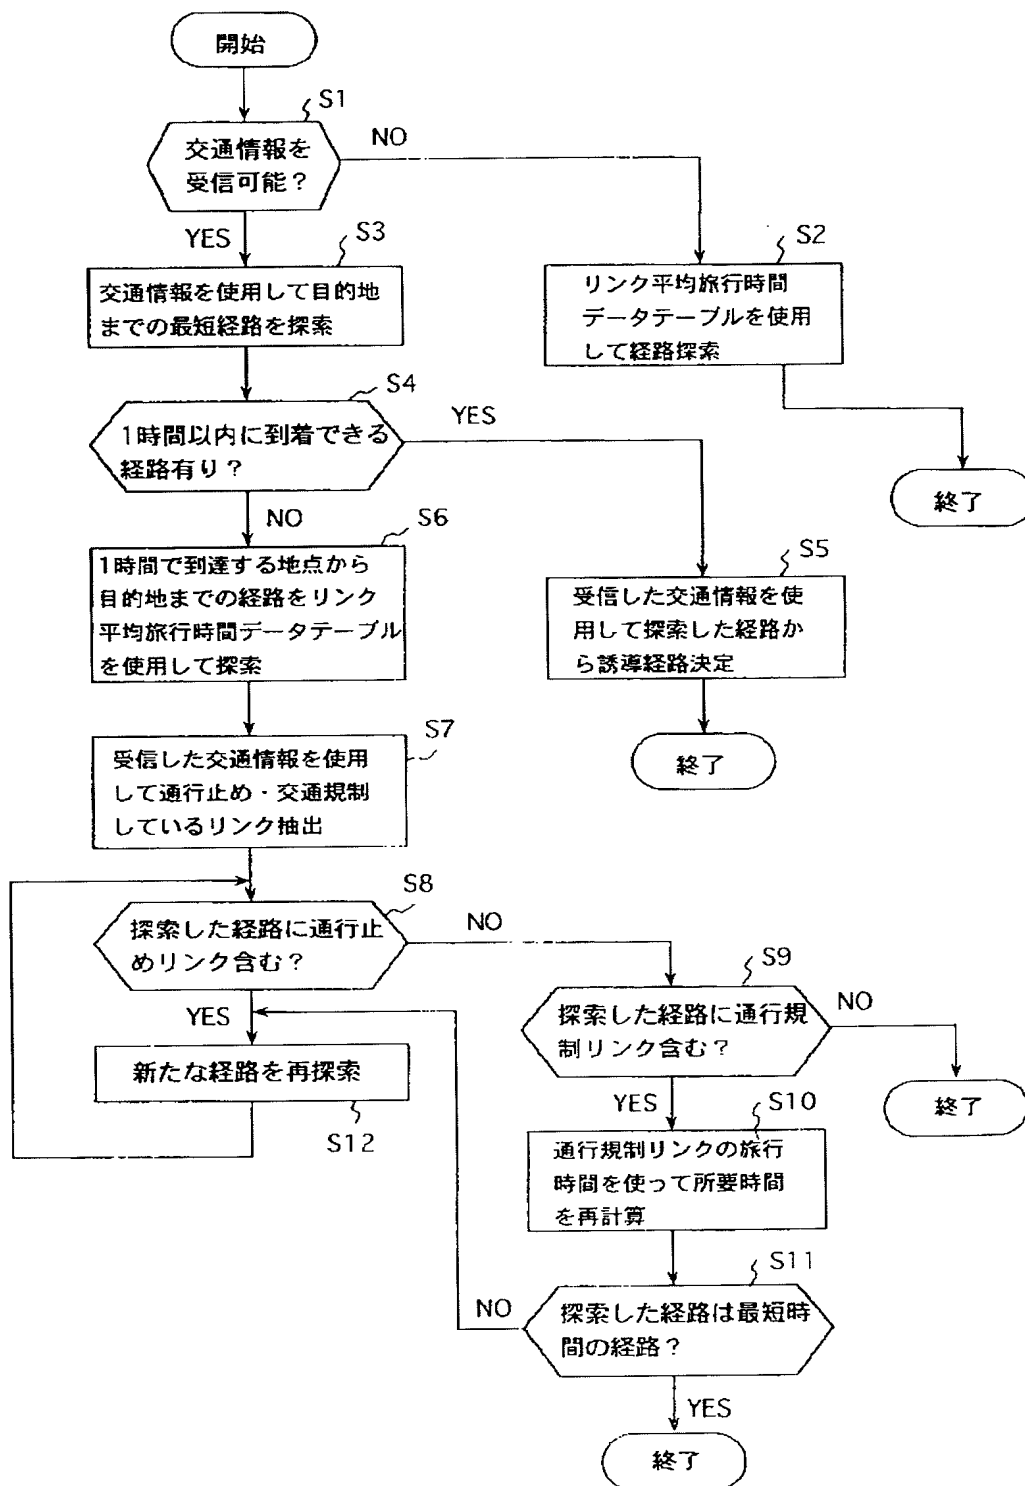 開始
S1
交通情報を
受信可能？
NO
YES
S3
交通情報を使用して目的地
までの最短経路を探索
S2
リンク平均旅行時間
データテーブルを使用
して経路探索
終了
S4
1時間以内に到着できる
経路有り？
YES
NO
S6
1時間で到達する地点から
目的地までの経路をリンク
平均旅行時間データテーブル
を使用して探索
S5
受信した交通情報を使
用して探索した経路か
ら誘導経路決定
終了
S7
受信した交通情報を使用
して通行止め・交通規制
しているリンク抽出
S8
探索した経路に通行止
めリンク含む？
NO
YES
新たな経路を再探索
S12
S9
探索した経路に通行規
制リンク含む？
NO
終了
YES
S10
通行規制リンクの旅行
時間を使って所要時間
を再計算
S11
探索した経路は最短時
間の経路？
NO
YES
終了